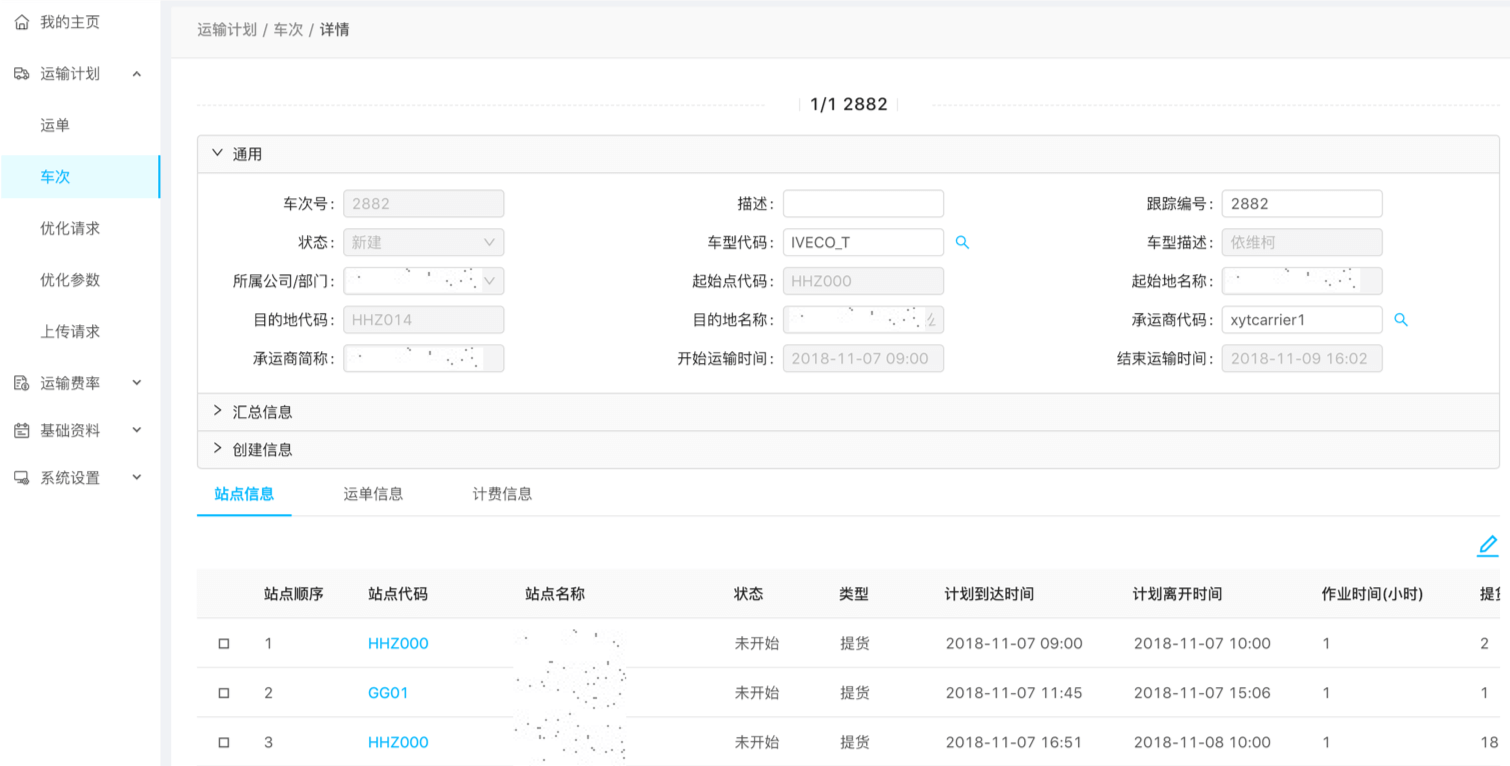 我的主页
运输计划
运单
车次
优化请求
优化参数
上传请求
运输费率
基础资料
系统设置
运输计划 / 车次 / 详情
1/1 2882
通用
车次号: 2882 描述: 跟踪编号: 2882
状态: 新建 车型代码: IVECO_T 车型描述: 依维柯
所属公司/部门: 起始点代码: HHZ000 起始地名称:
目的地代码: HHZ014 目的地名称: 承运商代码: xytcarrier1
承运商简称: 开始运输时间: 2018-11-07 09:00 结束运输时间: 2018-11-09 16:02
汇总信息
创建信息
站点信息 运单信息 计费信息
站点顺序 站点代码 站点名称 状态 类型 计划到达时间 计划离开时间 作业时间(小时) 提
1 HHZ000 未开始 提货 2018-11-07 09:00 2018-11-07 10:00 1 2
2 GG01 未开始 提货 2018-11-07 11:45 2018-11-07 15:06 1 1
3 HHZ000 未开始 提货 2018-11-07 16:51 2018-11-08 10:00 1 18